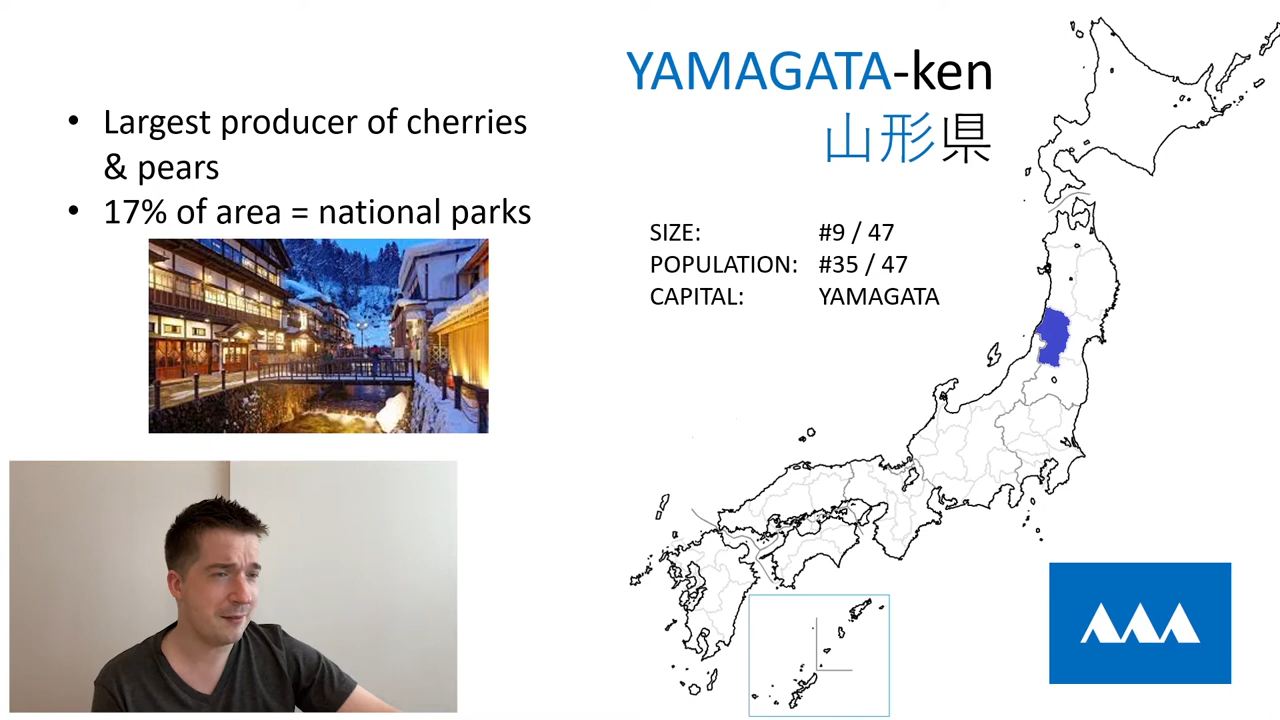 • Largest producer of cherries
& pears
• 17% of area = national parks
YAMAGATA-ken
山形県
SIZE: #9 / 47
POPULATION: #35 / 47
CAPITAL: YAMAGATA